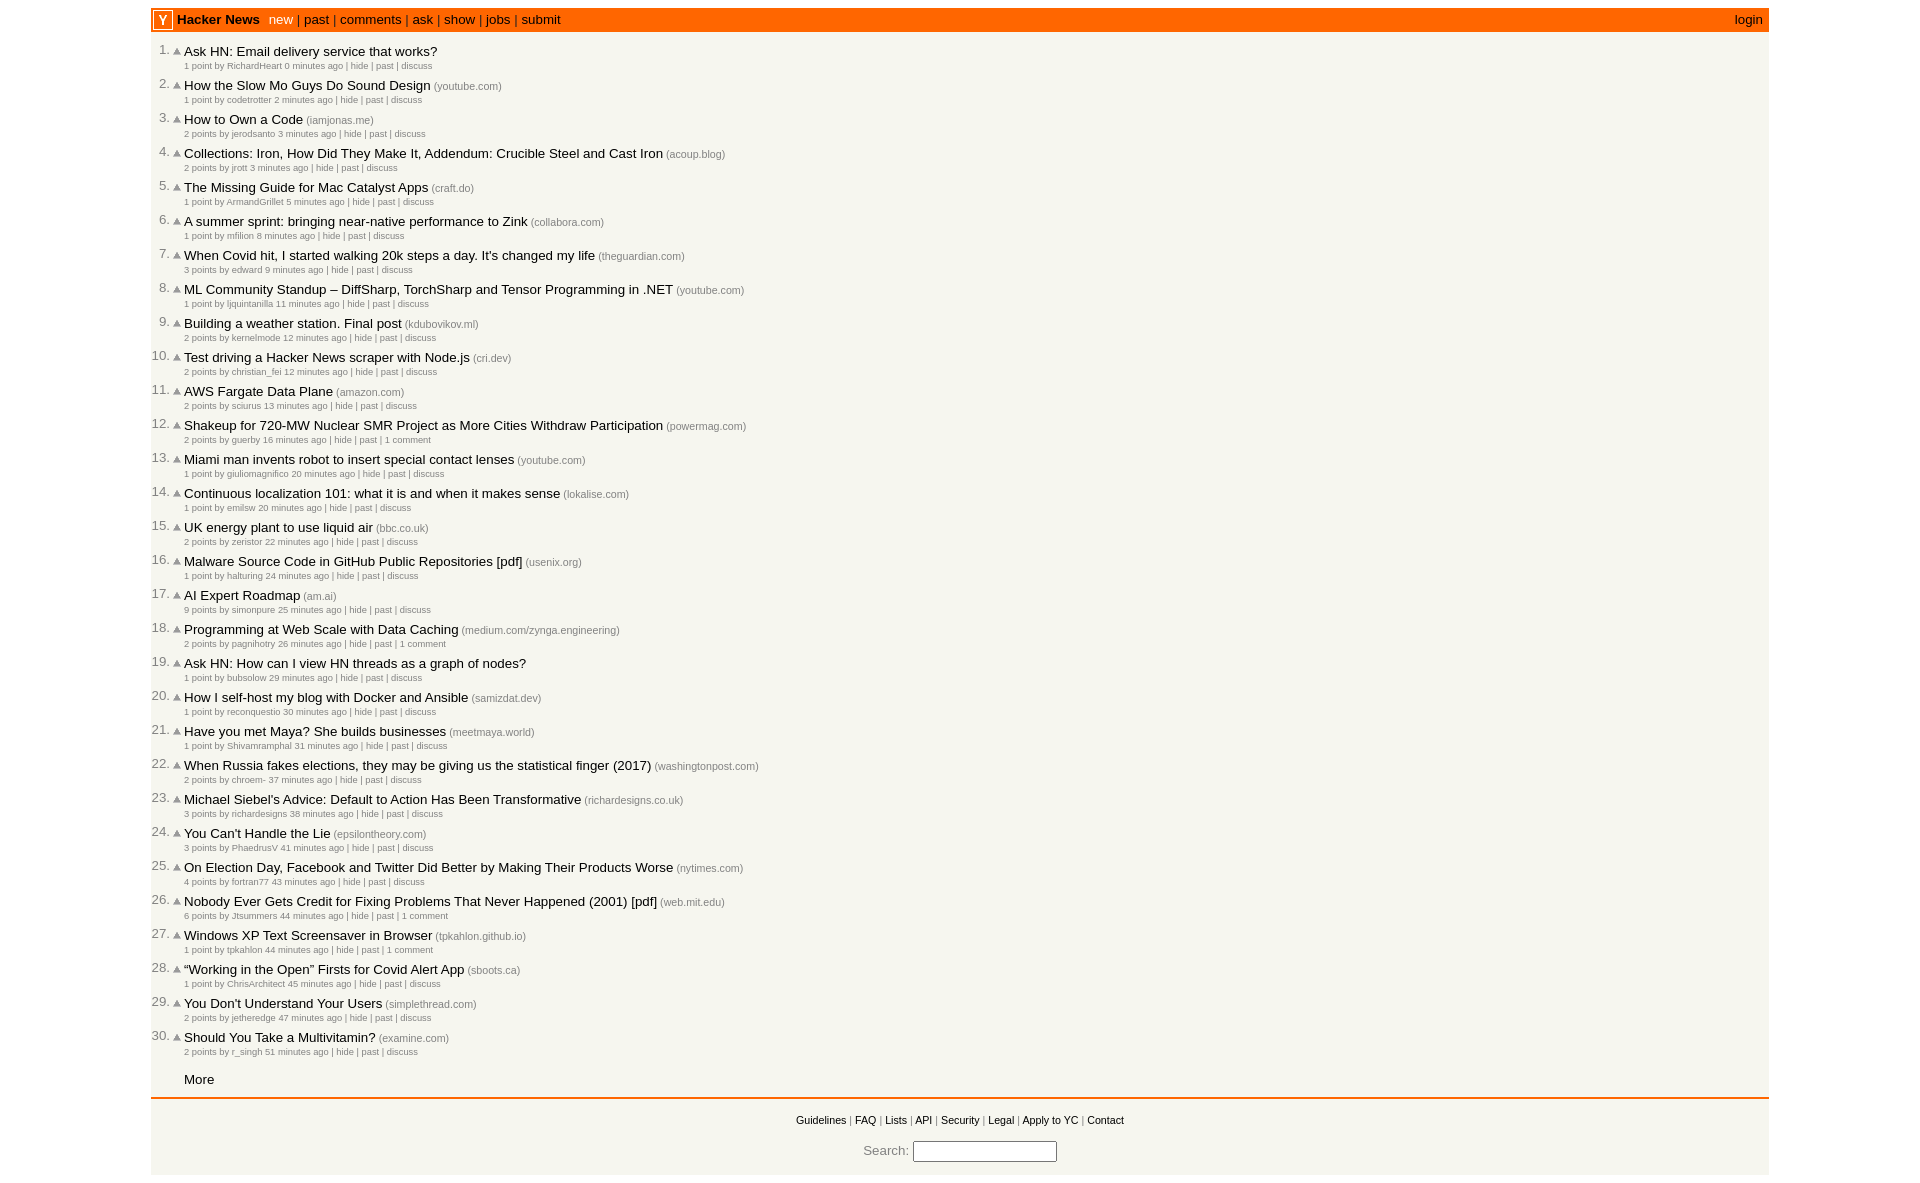 Y Hacker News new | past | comments | ask | show | jobs | submit login
1. Ask HN: Email delivery service that works?
1 point by RichardHeart 0 minutes ago | hide | past | discuss
2. How the Slow Mo Guys Do Sound Design (youtube.com)
1 point by codetrotter 2 minutes ago | hide | past | discuss
3. How to Own a Code (iamjonas.me)
2 points by jerodsanto 3 minutes ago | hide | past | discuss
4. Collections: Iron, How Did They Make It, Addendum: Crucible Steel and Cast Iron (acoup.blog)
2 points by jrott 3 minutes ago | hide | past | discuss
5. The Missing Guide for Mac Catalyst Apps (craft.do)
1 point by ArmandGrillet 5 minutes ago | hide | past | discuss
6. A summer sprint: bringing near-native performance to Zink (collabora.com)
1 point by mfilion 8 minutes ago | hide | past | discuss
7. When Covid hit, I started walking 20k steps a day. It's changed my life (theguardian.com)
3 points by edward 9 minutes ago | hide | past | discuss
8. ML Community Standup – DiffSharp, TorchSharp and Tensor Programming in .NET (youtube.com)
1 point by ljquintanilla 11 minutes ago | hide | past | discuss
9. Building a weather station. Final post (kdubovikov.ml)
2 points by kernelmode 12 minutes ago | hide | past | discuss
10. Test driving a Hacker News scraper with Node.js (cri.dev)
2 points by christian_fei 12 minutes ago | hide | past | discuss
11. AWS Fargate Data Plane (amazon.com)
2 points by sciurus 13 minutes ago | hide | past | discuss
12. Shakeup for 720-MW Nuclear SMR Project as More Cities Withdraw Participation (powermag.com)
2 points by guerby 16 minutes ago | hide | past | 1 comment
13. Miami man invents robot to insert special contact lenses (youtube.com)
1 point by giuliomagnifico 20 minutes ago | hide | past | discuss
14. Continuous localization 101: what it is and when it makes sense (lokalise.com)
1 point by emilsw 20 minutes ago | hide | past | discuss
15. UK energy plant to use liquid air (bbc.co.uk)
2 points by zeristor 22 minutes ago | hide | past | discuss
16. Malware Source Code in GitHub Public Repositories [pdf] (usenix.org)
1 point by halturing 24 minutes ago | hide | past | discuss
17. AI Expert Roadmap (am.ai)
9 points by simonpure 25 minutes ago | hide | past | discuss
18. Programming at Web Scale with Data Caching (medium.com/zynga.engineering)
2 points by pagnihotry 26 minutes ago | hide | past | 1 comment
19. Ask HN: How can I view HN threads as a graph of nodes?
1 point by bubsolow 29 minutes ago | hide | past | discuss
20. How I self-host my blog with Docker and Ansible (samizdat.dev)
1 point by reconquestio 30 minutes ago | hide | past | discuss
21. Have you met Maya? She builds businesses (meetmaya.world)
1 point by Shivamramphal 31 minutes ago | hide | past | discuss
22. When Russia fakes elections, they may be giving us the statistical finger (2017) (washingtonpost.com)
2 points by chroem- 37 minutes ago | hide | past | discuss
23. Michael Siebel's Advice: Default to Action Has Been Transformative (richardesigns.co.uk)
3 points by richardesigns 38 minutes ago | hide | past | discuss
24. You Can't Handle the Lie (epsilontheory.com)
3 points by PhaedrusV 41 minutes ago | hide | past | discuss
25. On Election Day, Facebook and Twitter Did Better by Making Their Products Worse (nytimes.com)
4 points by fortran77 43 minutes ago | hide | past | discuss
26. Nobody Ever Gets Credit for Fixing Problems That Never Happened (2001) [pdf] (web.mit.edu)
6 points by Jtsummers 44 minutes ago | hide | past | 1 comment
27. Windows XP Text Screensaver in Browser (tpkahlon.github.io)
1 point by tpkahlon 44 minutes ago | hide | past | 1 comment
28. “Working in the Open” Firsts for Covid Alert App (sboots.ca)
1 point by ChrisArchitect 45 minutes ago | hide | past | discuss
29. You Don't Understand Your Users (simplethread.com)
2 points by jetheredge 47 minutes ago | hide | past | discuss
30. Should You Take a Multivitamin? (examine.com)
2 points by r_singh 51 minutes ago | hide | past | discuss
More
Guidelines | FAQ | Lists | API | Security | Legal | Apply to YC | Contact
Search: